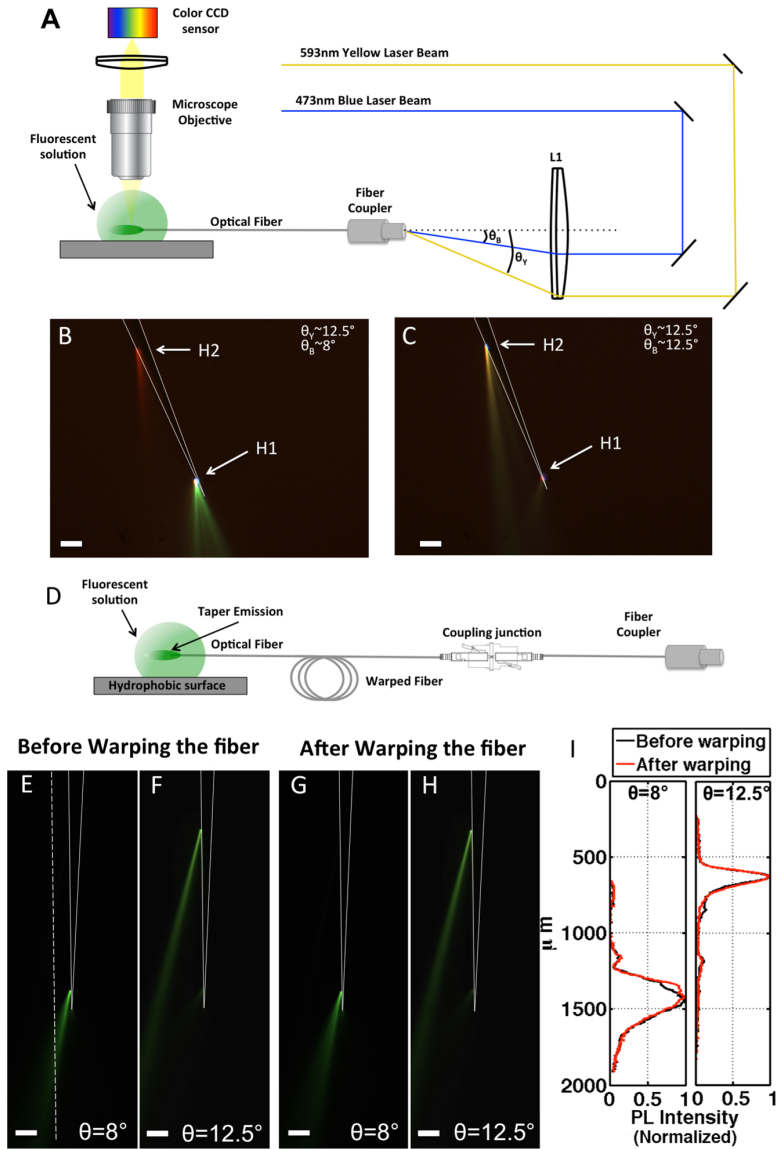 A
Color CCD
sensor
593nm Yellow Laser Beam
473nm Blue Laser Beam
Microscope
Objective
Fluorescent
solution
L1
Fiber
Coupler
Optical Fiber
θB
θY
B
θY~12.5°
θB~8°
H2
H1
C
θY~12.5°
θB~12.5°
H2
H1
D
Fluorescent
solution
Taper Emission
Optical Fiber
Coupling junction
Fiber
Coupler
Warped Fiber
Hydrophobic surface
Before Warping the fiber
After Warping the fiber
E
θ=8°
F
θ=12.5°
G
θ=8°
H
θ=12.5°
I
Before warping
After warping
θ=8°
θ=12.5°
0
500
1000
1500
2000
μm
0 0.5 1 0 0.5 1
PL Intensity
(Normalized)